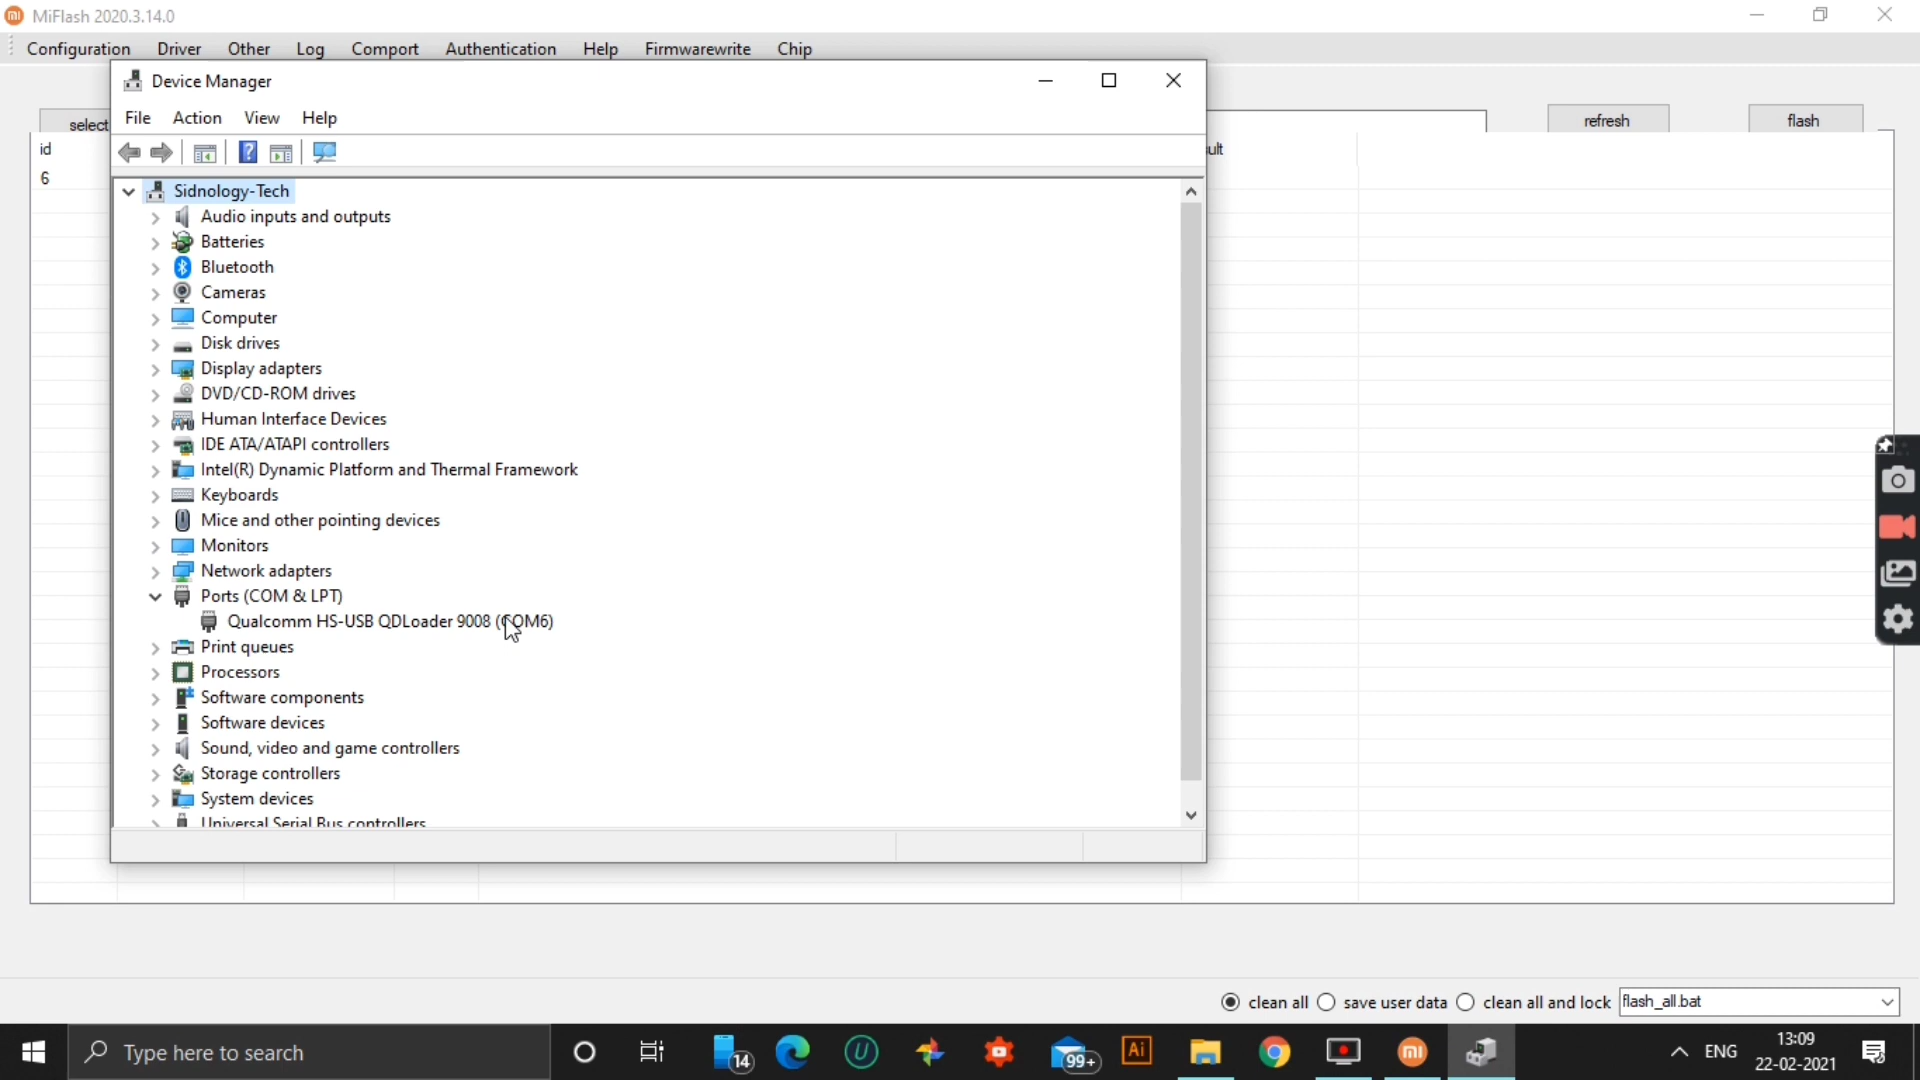 MiFlash 2020.3.14.0
Configuration Driver Other Log Comport Authentication Help Firmwarewrite Chip
Device Manager
File Action View Help
select
refresh
flash
id
ult
6
Sidnology-Tech
Audio inputs and outputs
Batteries
Bluetooth
Cameras
Computer
Disk drives
Display adapters
DVD/CD-ROM drives
Human Interface Devices
IDE ATA/ATAPI controllers
Intel(R) Dynamic Platform and Thermal Framework
Keyboards
Mice and other pointing devices
Monitors
Network adapters
Ports (COM & LPT)
Qualcomm HS-USB QDLoader 9008 (COM6)
Print queues
Processors
Software components
Software devices
Sound, video and game controllers
Storage controllers
System devices
Universal Serial Bus controllers
clean all save user data clean all and lock flash_all.bat
Type here to search
14
99+
Ai
ENG
13:09
22-02-2021